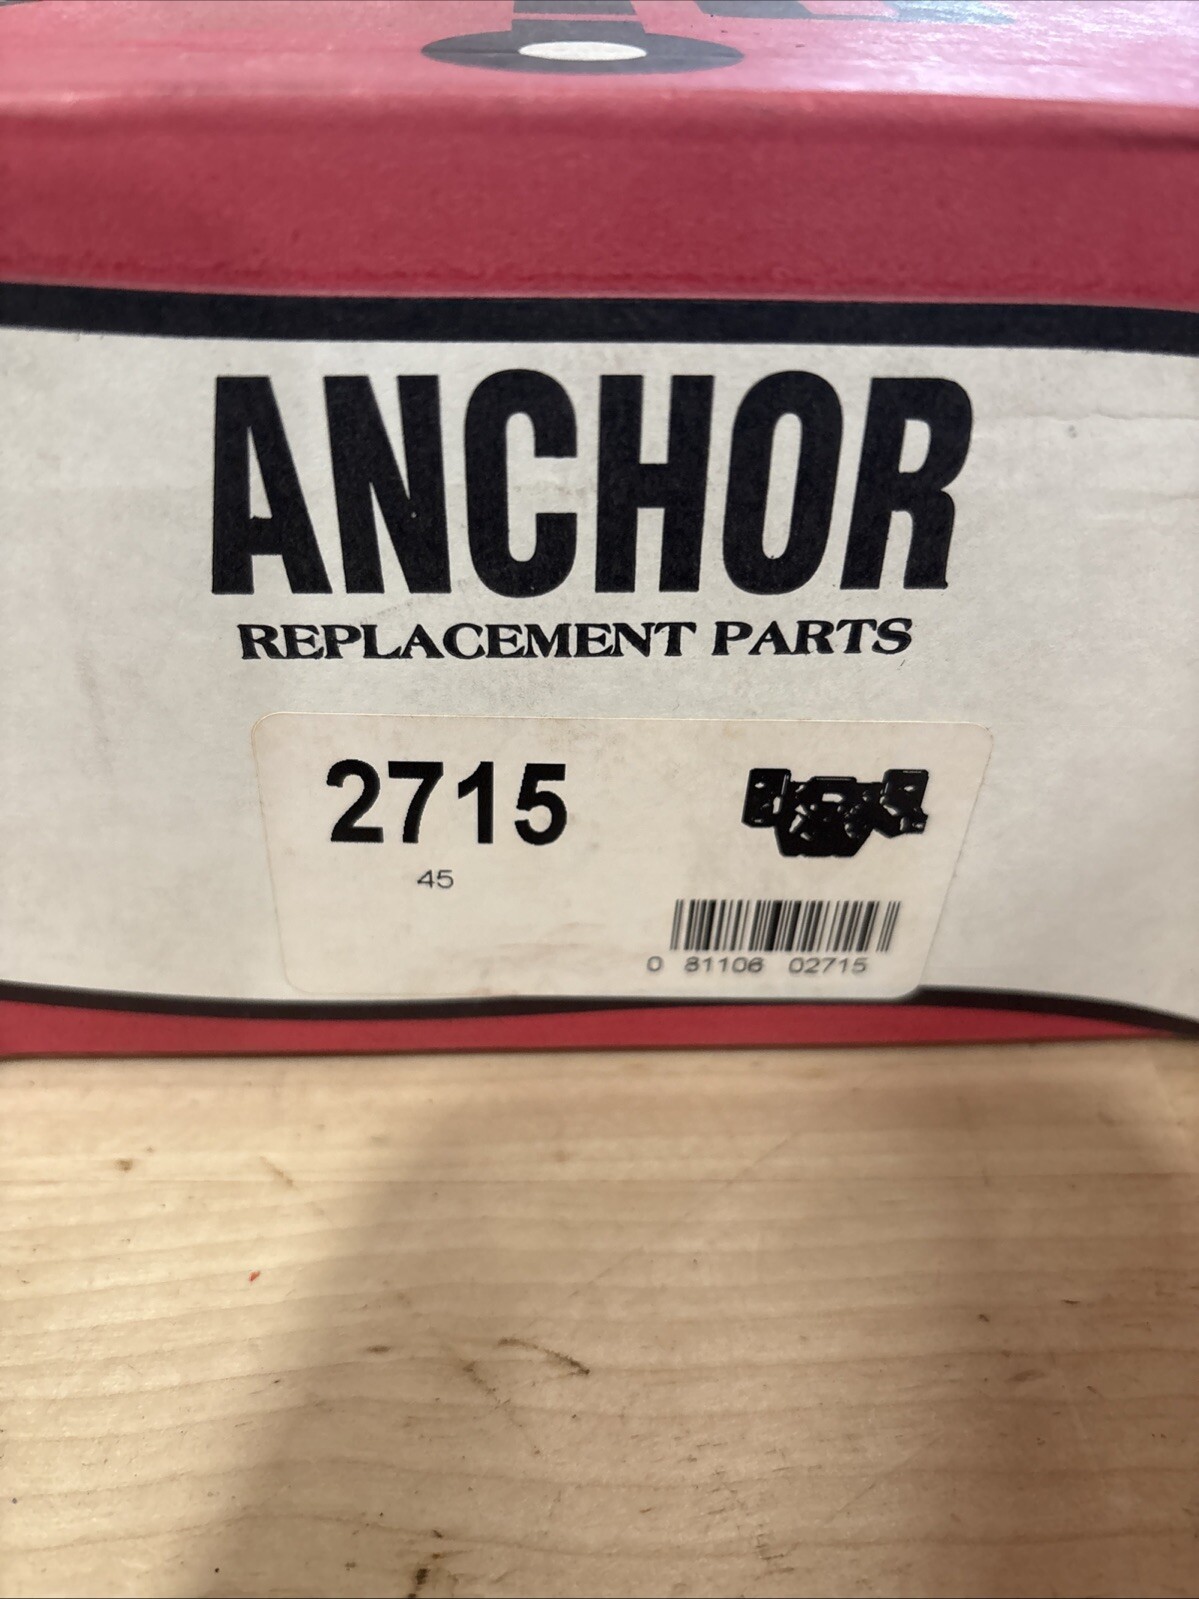 ANCHOR
REPLACEMENT PARTS
2715
45
0 81106 02715